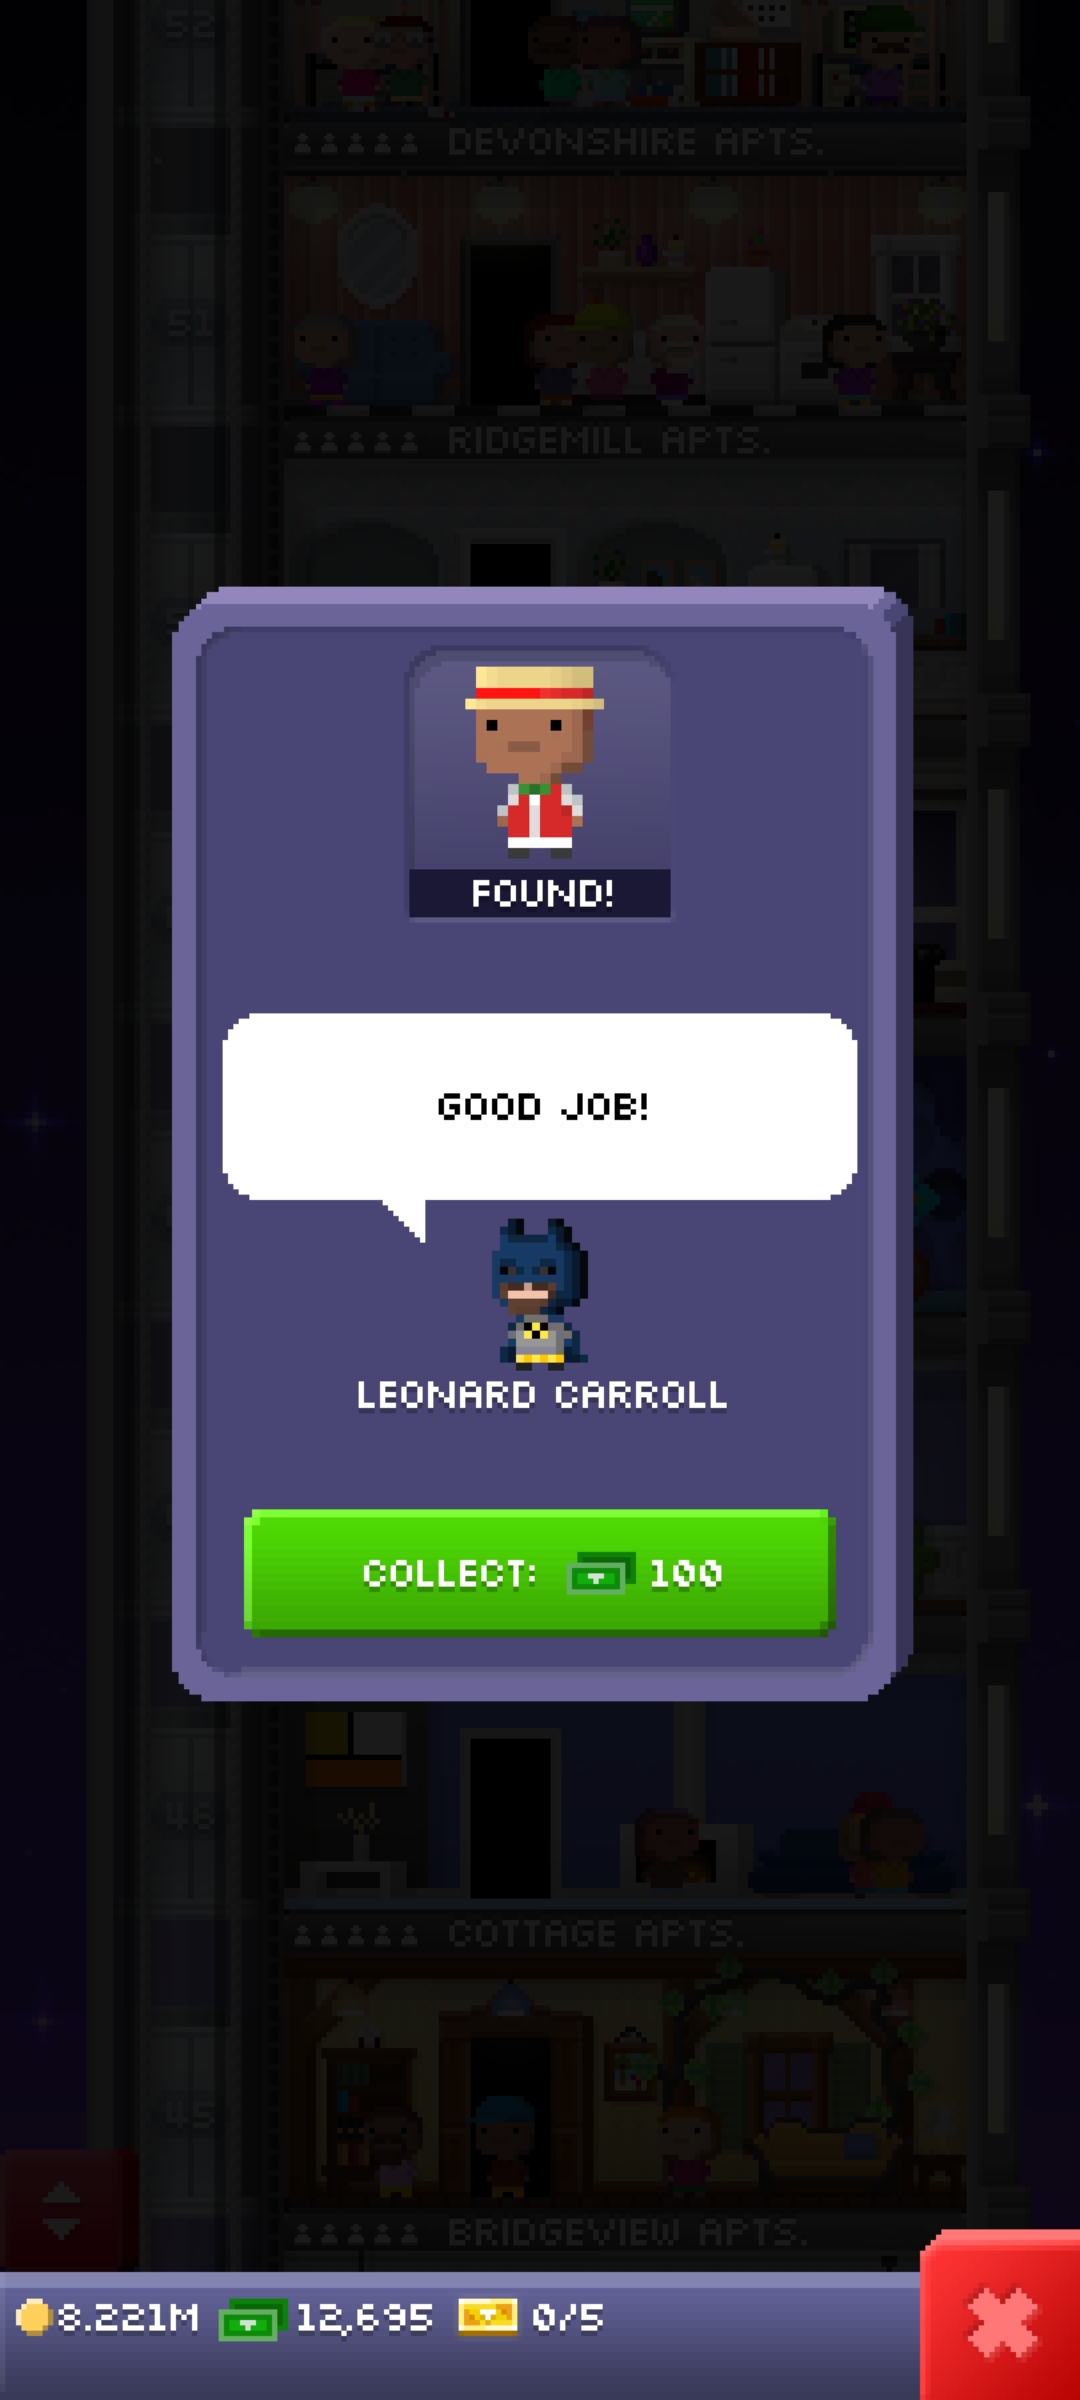 52
DEVONSHIRE APTS.
51
RIDGEMILL APTS.
FOUND!
GOOD JOB!
LEONARD CARROLL
COLLECT: 100
46
COTTAGE APTS.
45
BRIDGEVIEW APTS.
8.221M 12,695 0/5